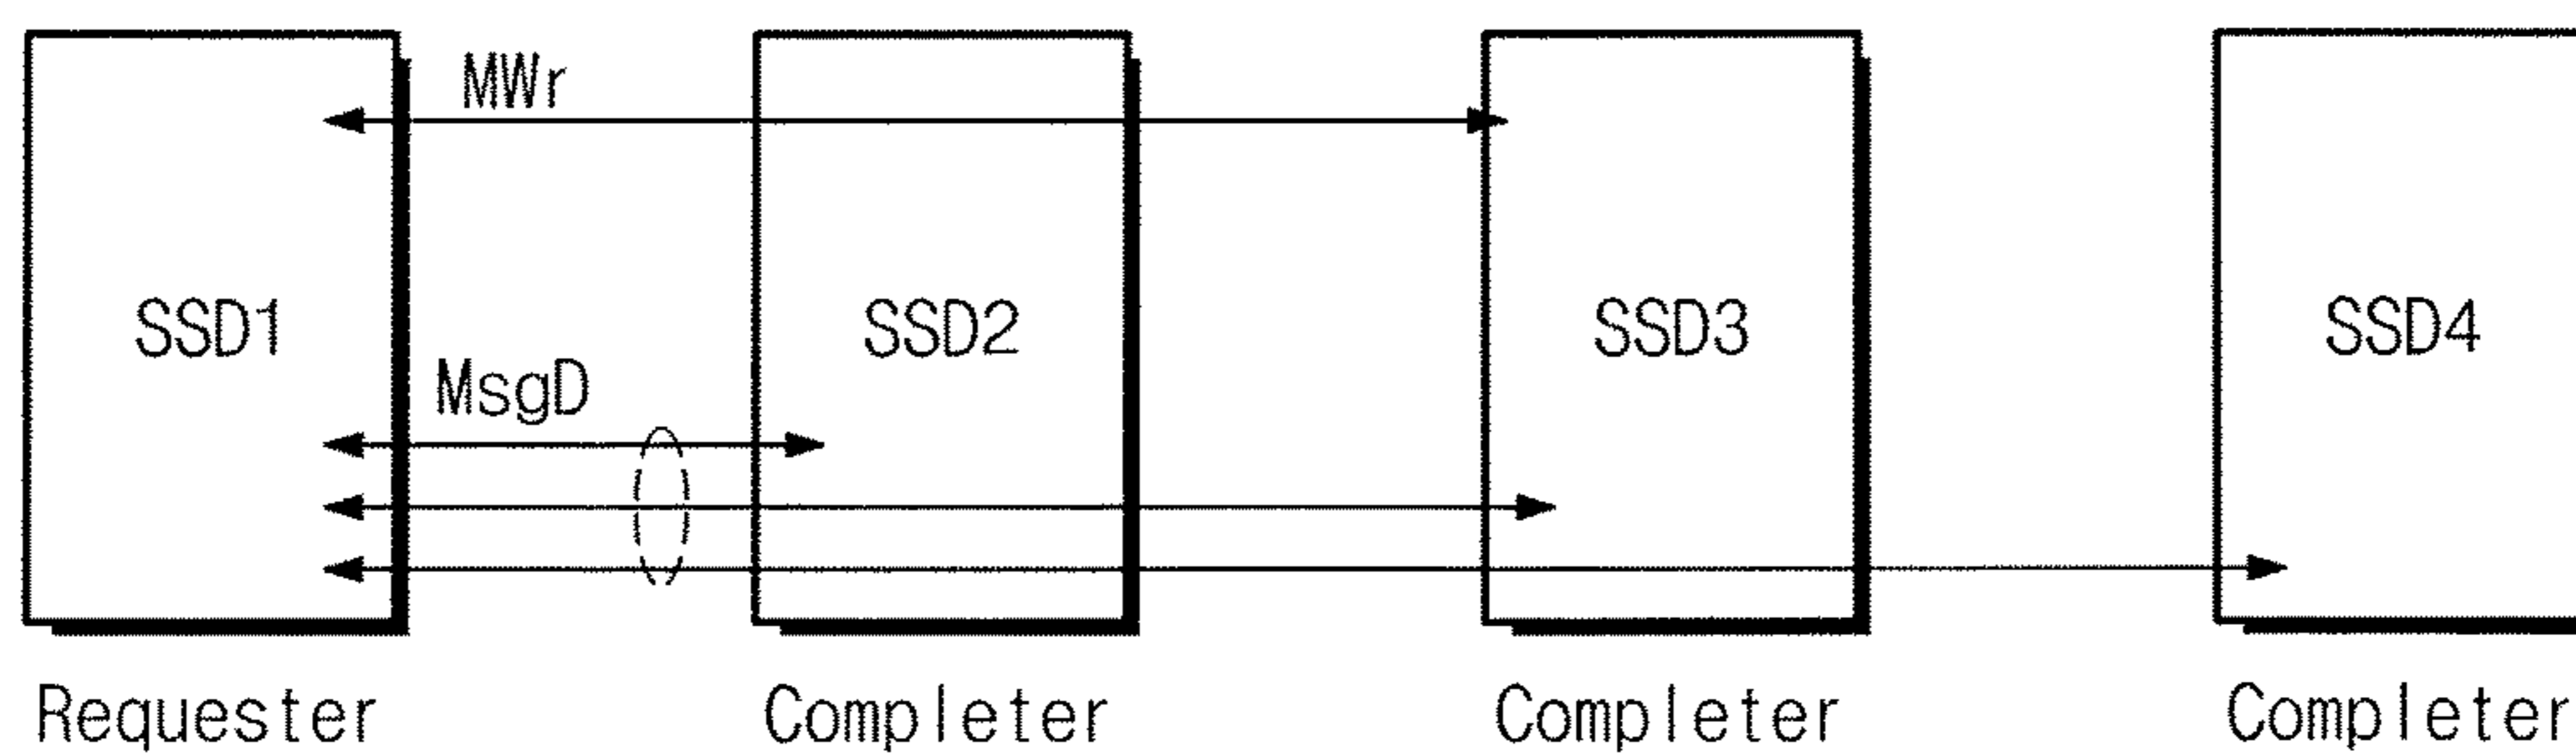 MWr
SSD1
SSD2
SSD3
SSD4
MsgD
Requester
Completer
Completer
Completer